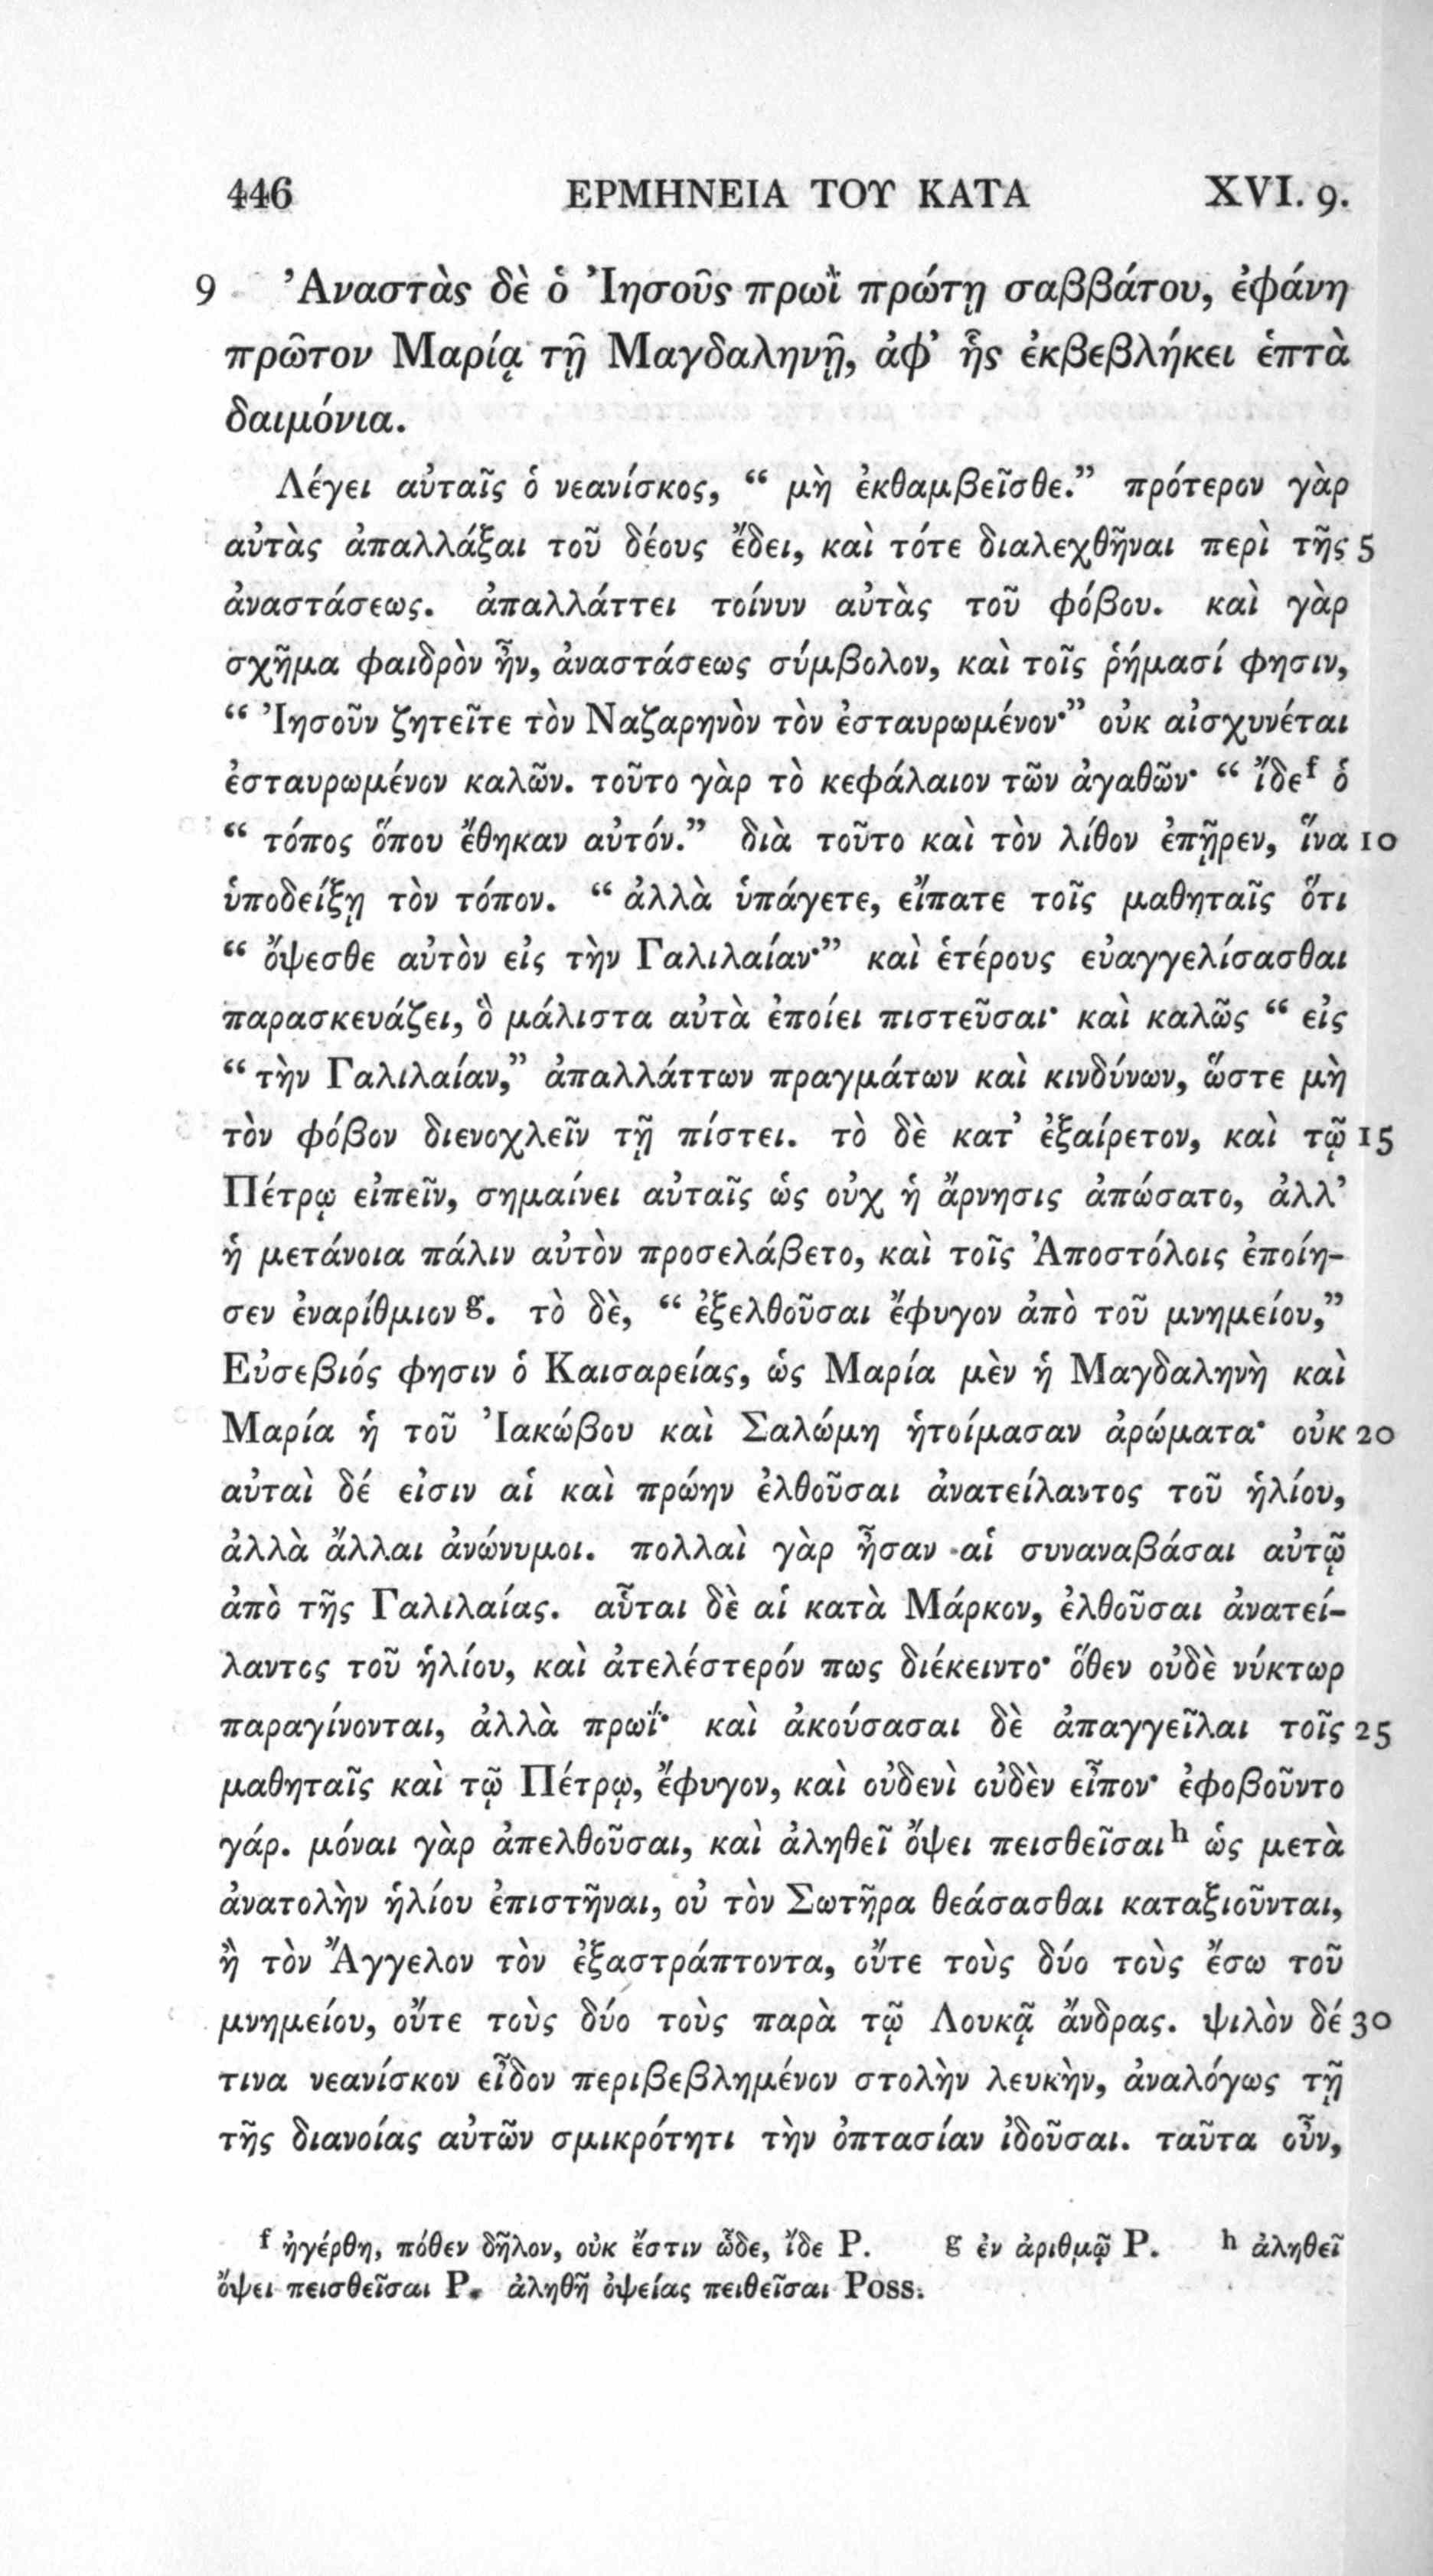 446 ΕΡΜΗΝΕΙΑ ΤΟΥ ΚΑΤΑ XVI. 9.
9 Ἀναστὰς δὲ ὁ Ἰησοῦς πρωῒ πρώτῃ σαββάτου, ἐφάνη
πρῶτον Μαρίᾳ τῇ Μαγδαληνῇ, ἀφ’ ἧς ἐκβεβλήκει ἑπτὰ
δαιμόνια.
Λέγει αὐταῖς ὁ νεανίσκος, “ μὴ ἐκθαμβεῖσθε.” πρότερον γὰρ
αὐτὰς ἀπαλλάξαι τοῦ δέους ἔδει, καὶ τότε διαλεχθῆναι περὶ τῆς 5
ἀναστάσεως. ἀπαλλάττει τοίνυν αὐτὰς τοῦ φόβου. καὶ γὰρ
σχῆμα φαιδρὸν ἦν, ἀναστάσεως σύμβολον, καὶ τοῖς ῥήμασί φησιν,
“ Ἰησοῦν ζητεῖτε τὸν Ναζαρηνὸν τὸν ἐσταυρωμένον·” οὐκ αἰσχυνέται
ἐσταυρωμένον καλῶν. τοῦτο γὰρ τὸ κεφάλαιον τῶν ἀγαθῶν· “ ἴδε f ὁ
“ τόπος ὅπου ἔθηκαν αὐτόν.” διὰ τοῦτο καὶ τὸν λίθον ἐπῇρεν, ἵνα 10
ὑποδείξῃ τὸν τόπον. “ ἀλλὰ ὑπάγετε, εἴπατε τοῖς μαθηταῖς ὅτι
“ ὄψεσθε αὐτὸν εἰς τὴν Γαλιλαίαν·” καὶ ἑτέρους εὐαγγελίσασθαι
παρασκευάζει, ὃ μάλιστα αὐτὰ ἐποίει πιστεῦσαι· καὶ καλῶς “ εἰς
“ τὴν Γαλιλαίαν,” ἀπαλλάττων πραγμάτων καὶ κινδύνων, ὥστε μὴ
τὸν φόβον διενοχλεῖν τῇ πίστει. τὸ δὲ κατ’ ἐξαίρετον, καὶ τῷ 15
Πέτρῳ εἰπεῖν, σημαίνει αὐταῖς ὡς οὐχ ἡ ἄρνησις ἀπώσατο, ἀλλ’
ἡ μετάνοια πάλιν αὐτὸν προσελάβετο, καὶ τοῖς Ἀποστόλοις ἐποίη-
σεν ἐναρίθμιον g. τὸ δὲ, “ ἐξελθοῦσαι ἔφυγον ἀπὸ τοῦ μνημείου,”
Εὐσεβιός φησιν ὁ Καισαρείας, ὡς Μαρία μὲν ἡ Μαγδαληνὴ καὶ
Μαρία ἡ τοῦ Ἰακώβου καὶ Σαλώμη ἡτοίμασαν ἀρώματα· οὐκ 20
αὐταὶ δέ εἰσιν αἱ καὶ πρώην ἐλθοῦσαι ἀνατείλαντος τοῦ ἡλίου,
ἀλλὰ ἄλλαι ἀνώνυμοι. πολλαὶ γὰρ ἦσαν αἱ συναναβάσαι αὐτῷ
ἀπὸ τῆς Γαλιλαίας. αὗται δὲ αἱ κατὰ Μάρκον, ἐλθοῦσαι ἀνατεί-
λαντος τοῦ ἡλίου, καὶ ἀτελέστερόν πως διέκειντο· ὅθεν οὐδὲ νύκτωρ
παραγίνονται, ἀλλὰ πρωΐ· καὶ ἀκούσασαι δὲ ἀπαγγεῖλαι τοῖς 25
μαθηταῖς καὶ τῷ Πέτρῳ, ἔφυγον, καὶ οὐδενὶ οὐδὲν εἶπον· ἐφοβοῦντο
γάρ. μόναι γὰρ ἀπελθοῦσαι, καὶ ἀληθεῖ ὄψει πεισθεῖσαι h ὡς μετὰ
ἀνατολὴν ἡλίου ἐπιστῆναι, οὐ τὸν Σωτῆρα θεάσασθαι καταξιοῦνται,
ἢ τὸν Ἄγγελον τὸν ἐξαστράπτοντα, οὔτε τοὺς δύο τοὺς ἔσω τοῦ
μνημείου, οὔτε τοὺς δύο τοὺς παρὰ τῷ Λουκᾷ ἄνδρας. ψιλὸν δέ 30
τινα νεανίσκον εἶδον περιβεβλημένον στολὴν λευκὴν, ἀναλόγως τῇ
τῆς διανοίας αὐτῶν σμικρότητι τὴν ὀπτασίαν ἰδοῦσαι. ταῦτα οὖν,
f ἠγέρθη, πόθεν δῆλον, οὐκ ἔστιν ὧδε, ἴδε P. g ἐν ἀριθμῷ P. h ἀληθεῖ
ὄψει πεισθεῖσαι P. ἀληθῆ ὀψείας πειθεῖσαι Poss.